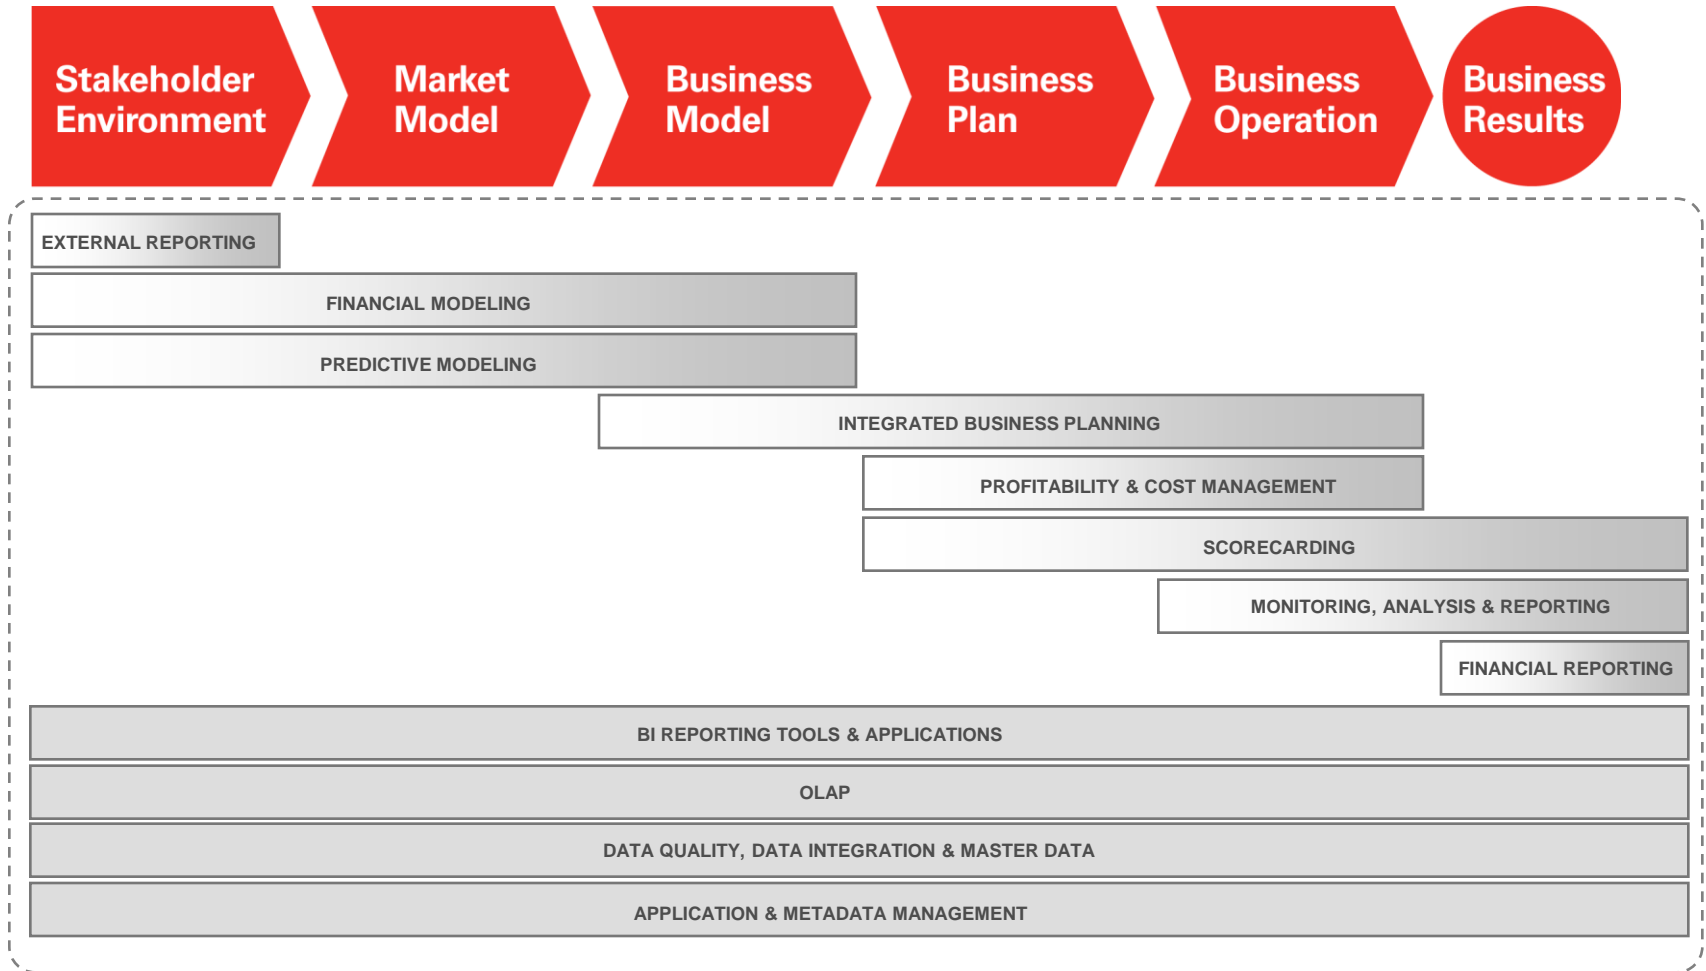 Stakeholder
Environment
Market
Model
Business
Model
Business
Plan
Business
Operation
Business
Results
EXTERNAL REPORTING
FINANCIAL MODELING
PREDICTIVE MODELING
INTEGRATED BUSINESS PLANNING
PROFITABILITY & COST MANAGEMENT
SCORECARDING
MONITORING, ANALYSIS & REPORTING
FINANCIAL REPORTING
BI REPORTING TOOLS & APPLICATIONS
OLAP
DATA QUALITY, DATA INTEGRATION & MASTER DATA
APPLICATION & METADATA MANAGEMENT